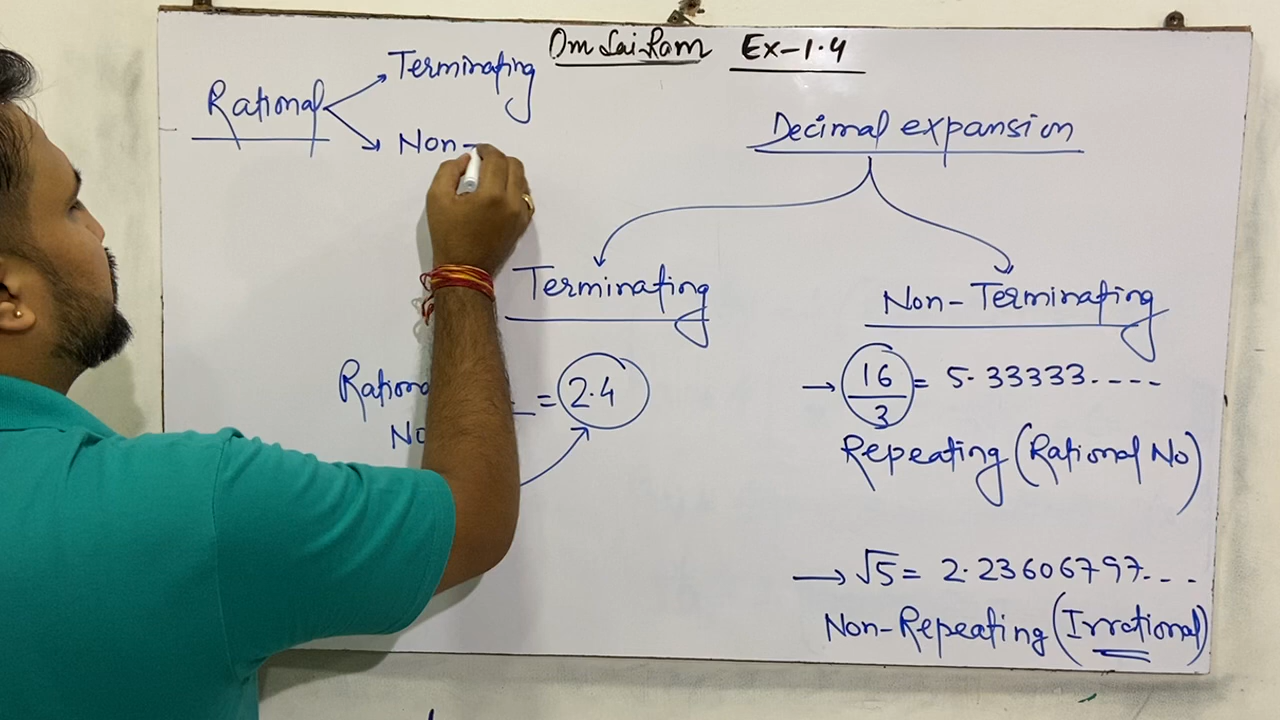 Om Sai Ram Ex-1.4
Rational
Terminating
Non-
Decimal expansion
Terminating
= 2.4
Non-Terminating
→ 16/3 = 5.33333....
Repeating (Rational No)
→ √5 = 2.23606797...
Non-Repeating (Irrational)